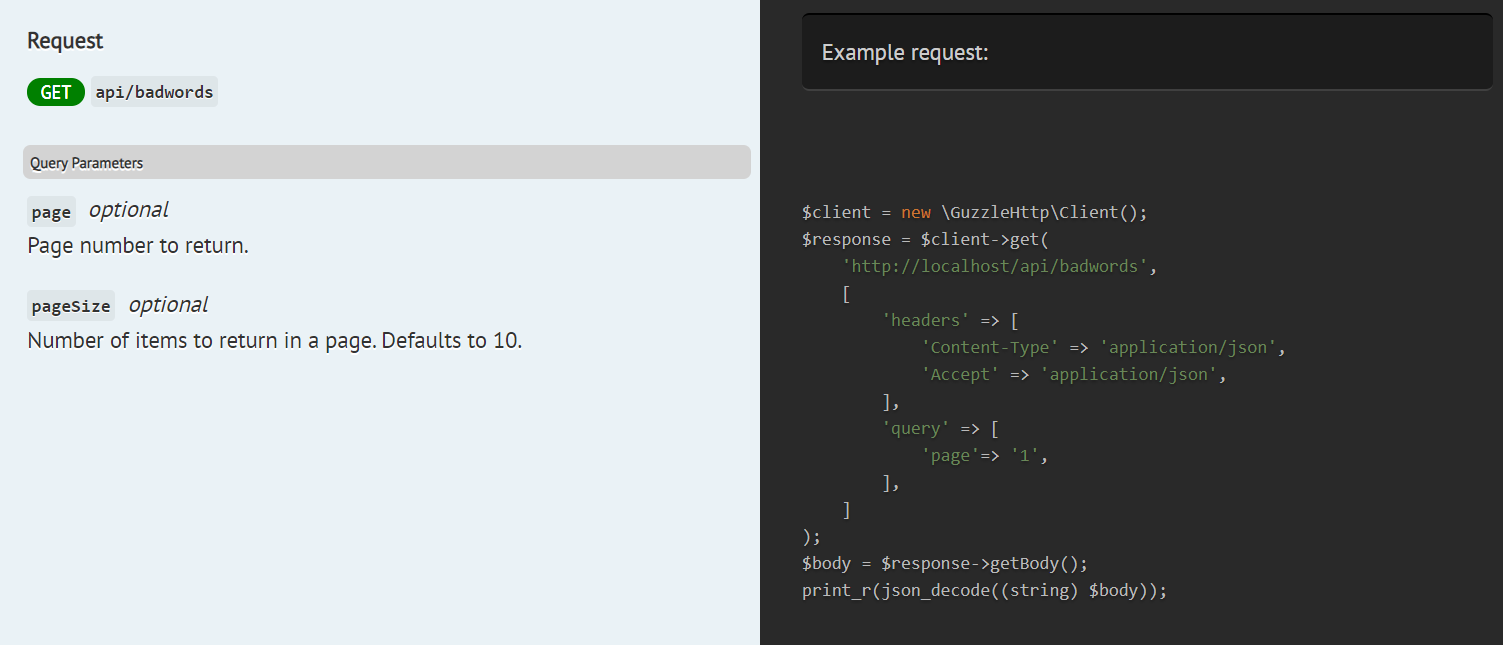 Request
GET api/badwords
Query Parameters
page optional
Page number to return.
pageSize optional
Number of items to return in a page. Defaults to 10.
Example request:
$client = new \GuzzleHttp\Client();
$response = $client->get(
    'http://localhost/api/badwords',
    [
        'headers' => [
            'Content-Type' => 'application/json',
            'Accept' => 'application/json',
        ],
        'query' => [
            'page'=> '1',
        ],
    ]
);
$body = $response->getBody();
print_r(json_decode((string) $body));